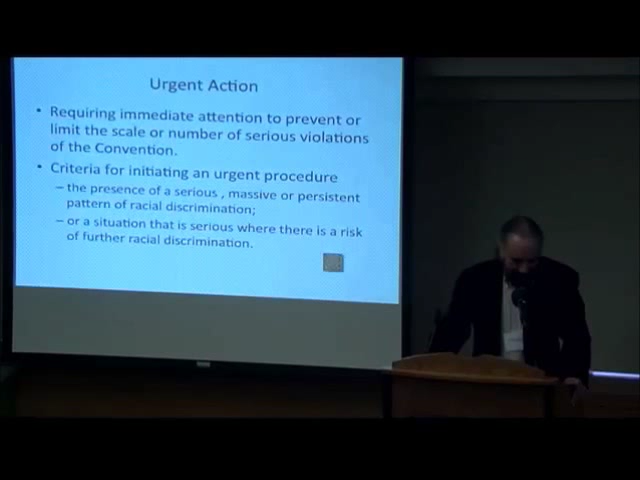 Urgent Action
• Requiring immediate attention to prevent or
limit the scale or number of serious violations
of the Convention.
• Criteria for initiating an urgent procedure
– the presence of a serious , massive or persistent
pattern of racial discrimination;
– or a situation that is serious where there is a risk
of further racial discrimination.